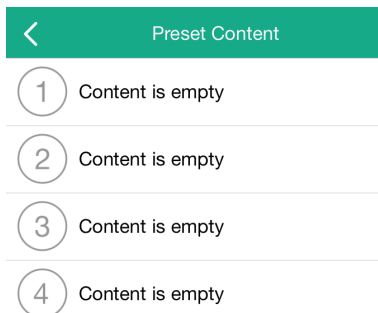 Preset Content
1 Content is empty
2 Content is empty
3 Content is empty
4 Content is empty